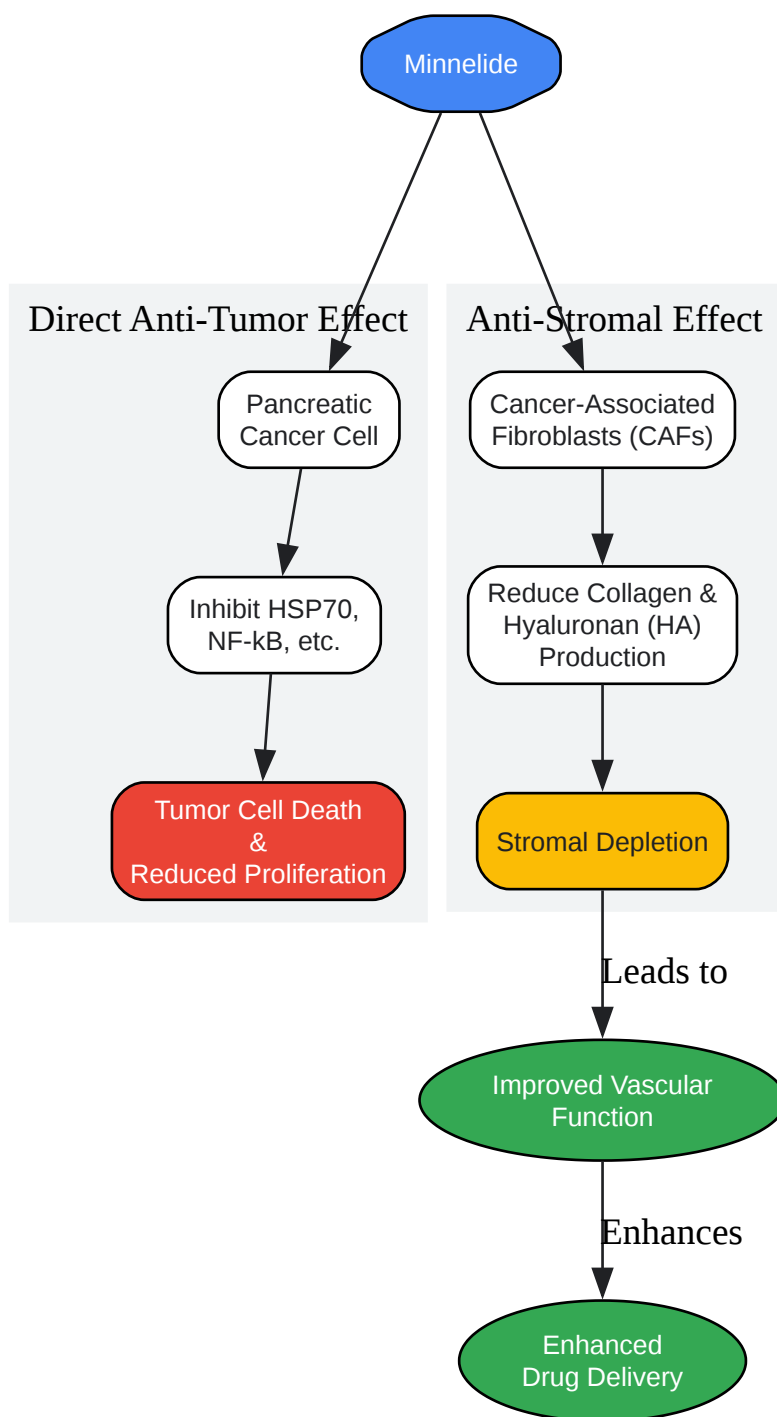 Minnelide
Direct Anti-Tumor Effect
Pancreatic
Cancer Cell
Inhibit HSP70,
NF-kB, etc.
Tumor Cell Death
&
Reduced Proliferation
Anti-Stromal Effect
Cancer-Associated
Fibroblasts (CAFs)
Reduce Collagen &
Hyaluronan (HA)
Production
Stromal Depletion
Leads to
Improved Vascular
Function
Enhances
Enhanced
Drug Delivery